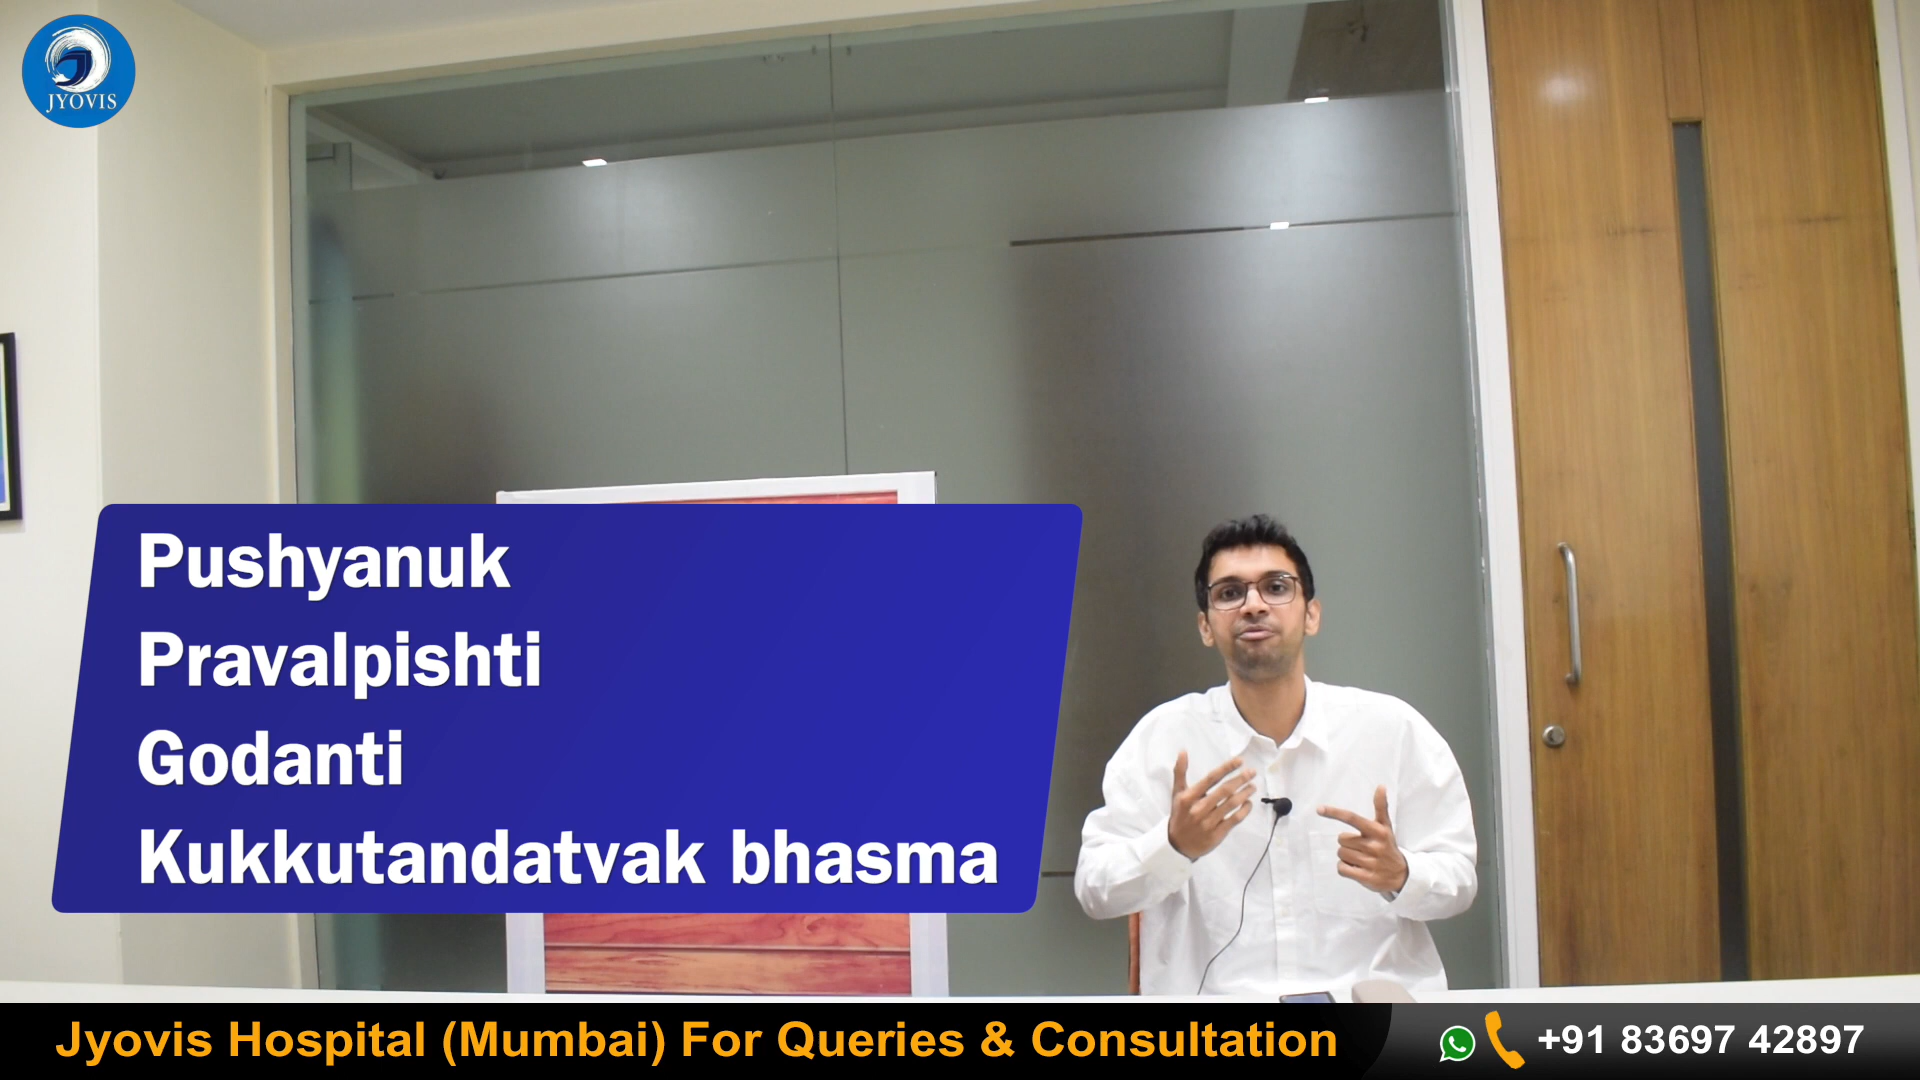 JYOVIS
Pushyanuk
Pravalpishti
Godanti
Kukkutandatvak bhasma
Jyovis Hospital (Mumbai) For Queries & Consultation
+91 83697 42897